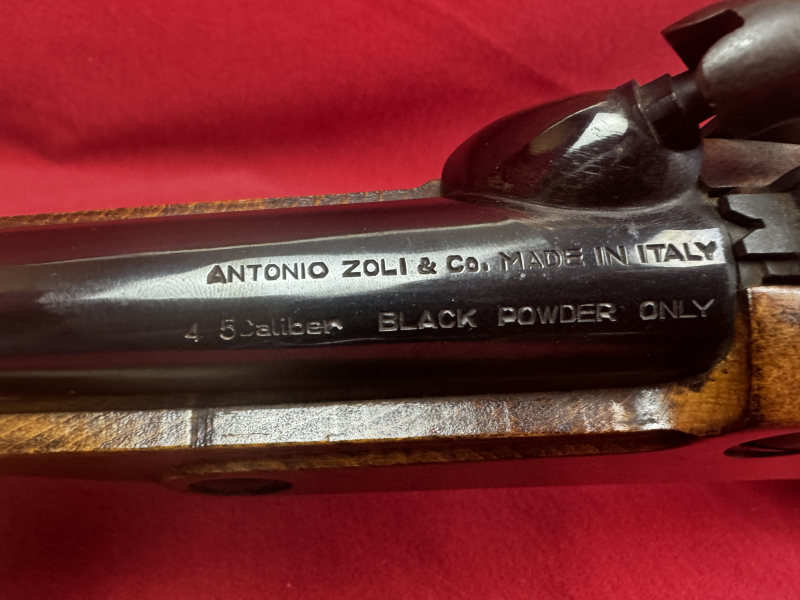 ANTONIO ZOLI & Co. MADE IN ITALY
4 5Caliber BLACK POWDER ONLY